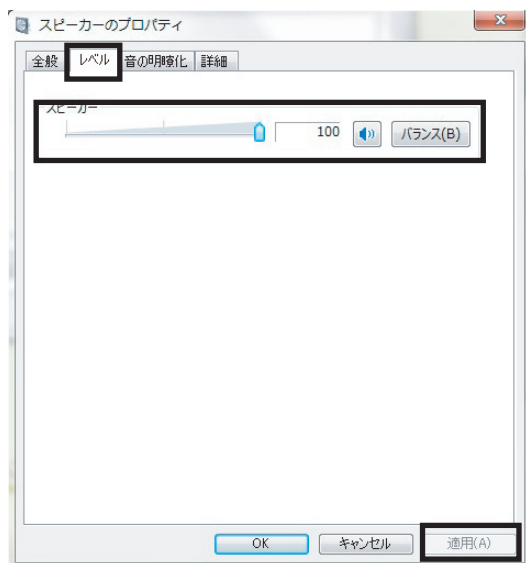 スピーカーのプロパティ
x
全般 レベル 音の明瞭化 詳細
スピーカー
100 バランス(B)
OK キャンセル 適用(A)